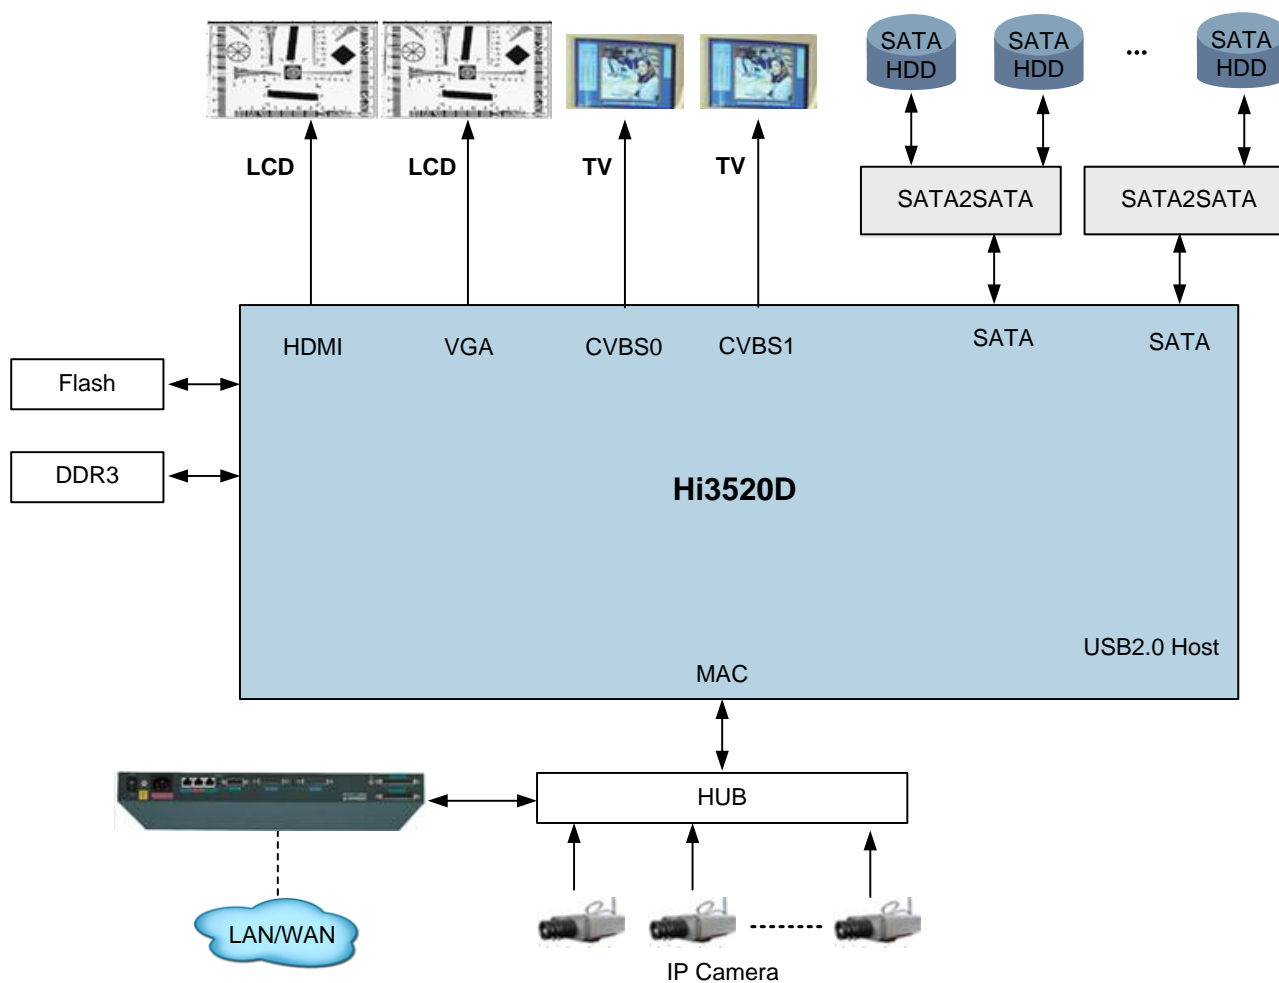 SATA
HDD
SATA
HDD
...
SATA
HDD
LCD
LCD
TV
TV
SATA2SATA
SATA2SATA
HDMI
VGA
CVBS0
CVBS1
SATA
SATA
Flash
DDR3
Hi3520D
USB2.0 Host
MAC
HUB
LAN/WAN
IP Camera